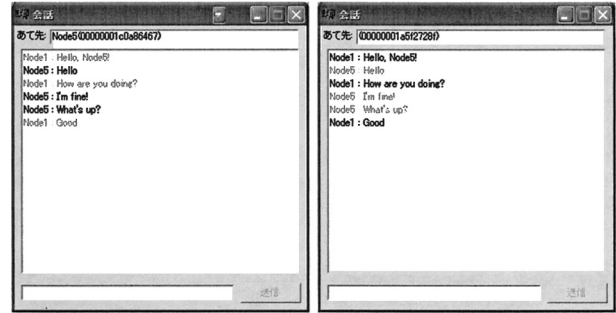 会話
あて先: Node5(00000001c0a86467)
Node1 : Hello, Node5!
Node5 : Hello
Node1 : How are you doing?
Node5 : I'm fine!
Node5 : What's up?
Node1 : Good
送信
会話
あて先: (00000001a5f2728f)
Node1 : Hello, Node5!
Node5 : Hello
Node1 : How are you doing?
Node5 : I'm fine!
Node5 : What's up?
Node1 : Good
送信